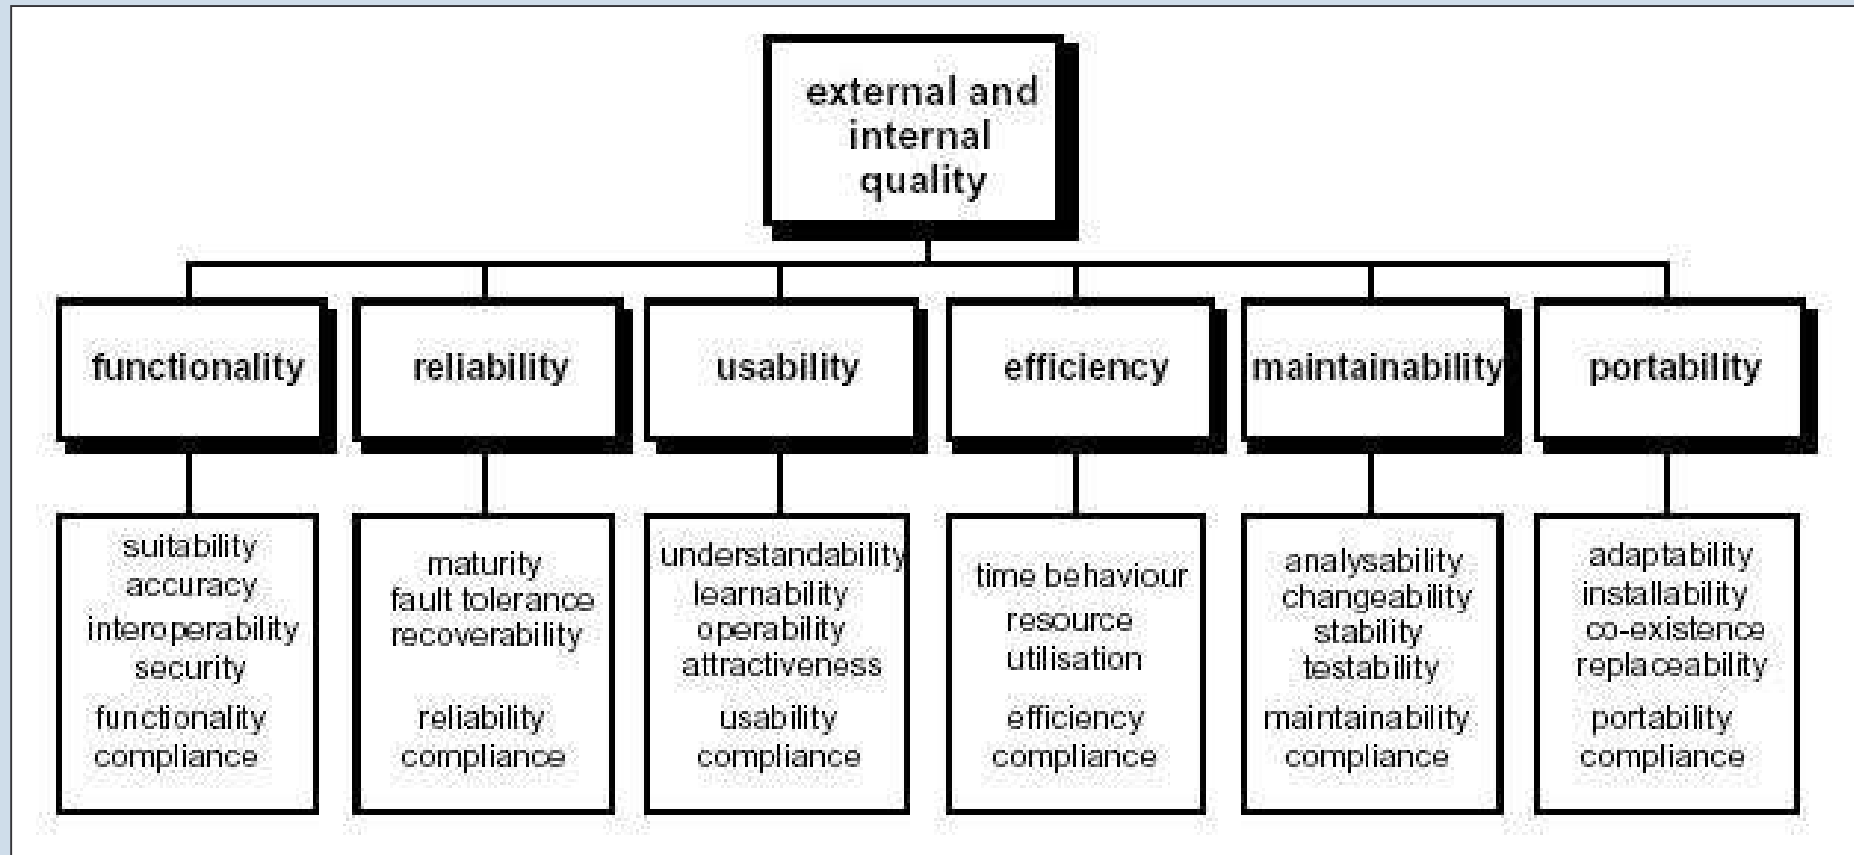 external and
internal
quality
functionality
reliability
usability
efficiency
maintainability
portability
suitability
accuracy
interoperability
security
functionality
compliance
maturity
fault tolerance
recoverability
reliability
compliance
understandability
learnability
operability
attractiveness
usability
compliance
time behaviour
resource
utilisation
efficiency
compliance
analysability
changeability
stability
testability
maintainability
compliance
adaptability
installability
co-existence
replaceability
portability
compliance